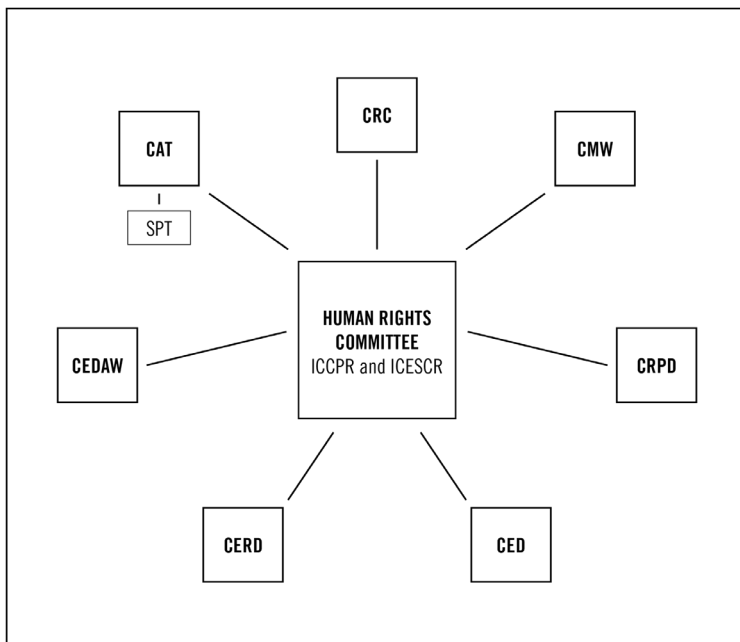 CRC
CAT
CMW
SPT
HUMAN RIGHTS
COMMITTEE
ICCPR and ICESCR
CEDAW
CRPD
CERD
CED